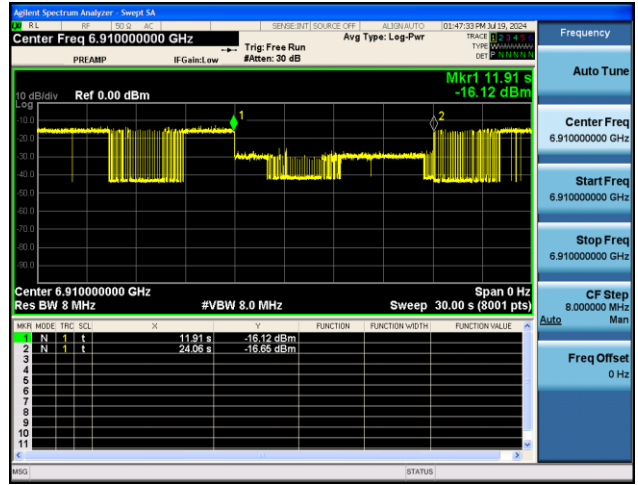 Agilent Spectrum Analyzer - Swept SA
RL RF 50 Ω AC SENSE:INT SOURCE OFF ALIGNAUTO 01:47:33 PM Jul 19, 2024
Center Freq 6.910000000 GHz
Avg Type: Log-Pwr
TRACE 1 2 3 4 5 6
TYPE
DET P N N N N N
PREAMP IFGain:Low
Trig: Free Run
#Atten: 30 dB
Mkr1 11.91 s
-16.12 dBm
10 dB/div Ref 0.00 dBm
Log
1
2
-10.0
-20.0
-30.0
-40.0
-50.0
-60.0
-70.0
-80.0
-90.0
Center 6.910000000 GHz Span 0 Hz
Res BW 8 MHz #VBW 8.0 MHz Sweep 30.00 s (8001 pts)
MKR MODE TRC SCL X Y FUNCTION FUNCTION WIDTH FUNCTION VALUE
1 N 1 t 11.91 s -16.12 dBm
2 N 1 t 24.06 s -16.65 dBm
3
4
5
6
7
8
9
10
11
MSG STATUS
Frequency
Auto Tune
Center Freq
6.910000000 GHz
Start Freq
6.910000000 GHz
Stop Freq
6.910000000 GHz
CF Step
8.000000 MHz
Auto Man
Freq Offset
0 Hz